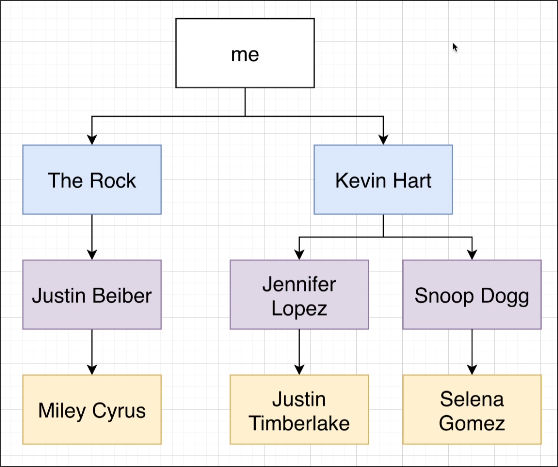 me
The Rock
Kevin Hart
Justin Beiber
Jennifer
Lopez
Snoop Dogg
Miley Cyrus
Justin
Timberlake
Selena
Gomez